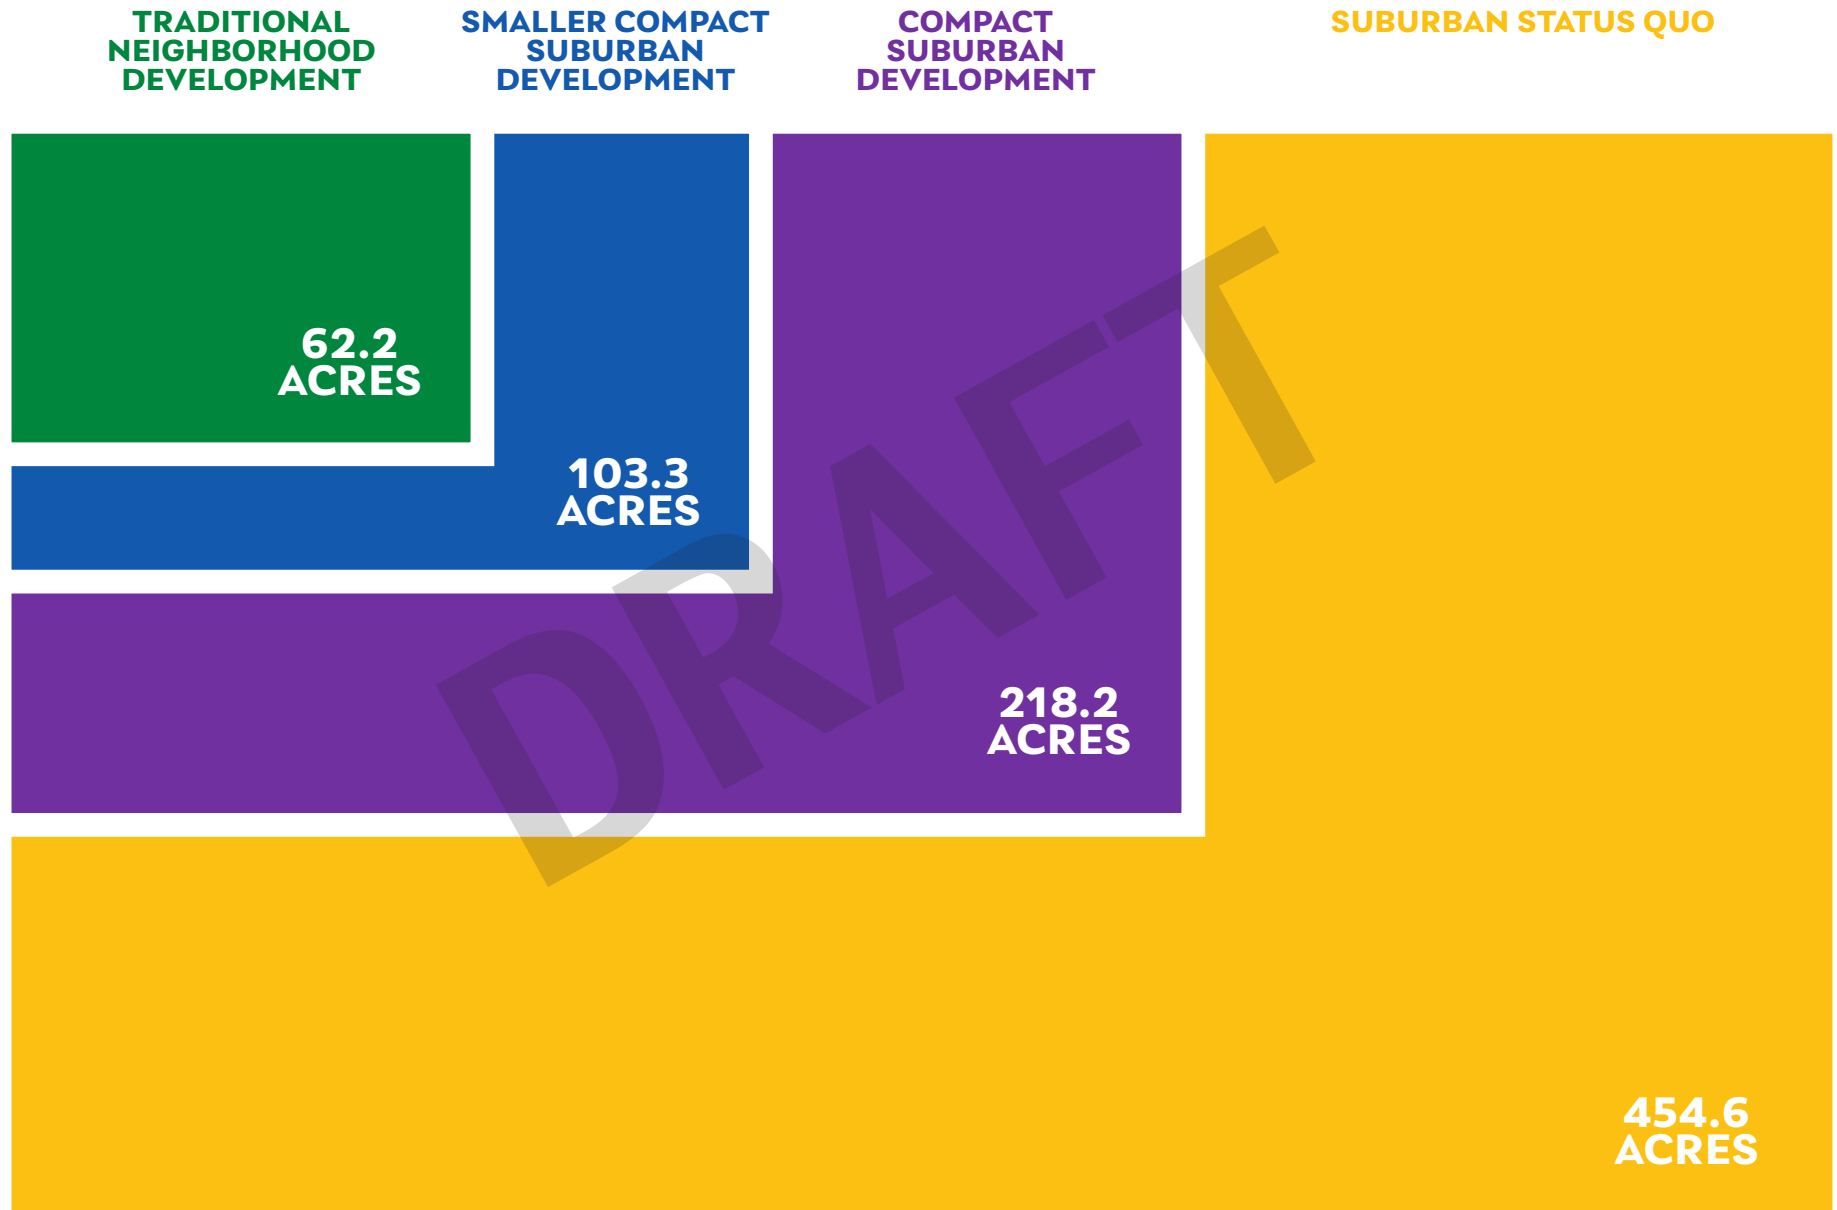 TRADITIONAL
NEIGHBORHOOD
DEVELOPMENT
SMALLER COMPACT
SUBURBAN
DEVELOPMENT
COMPACT
SUBURBAN
DEVELOPMENT
SUBURBAN STATUS QUO
62.2
ACRES
103.3
ACRES
218.2
ACRES
454.6
ACRES
DRAFT